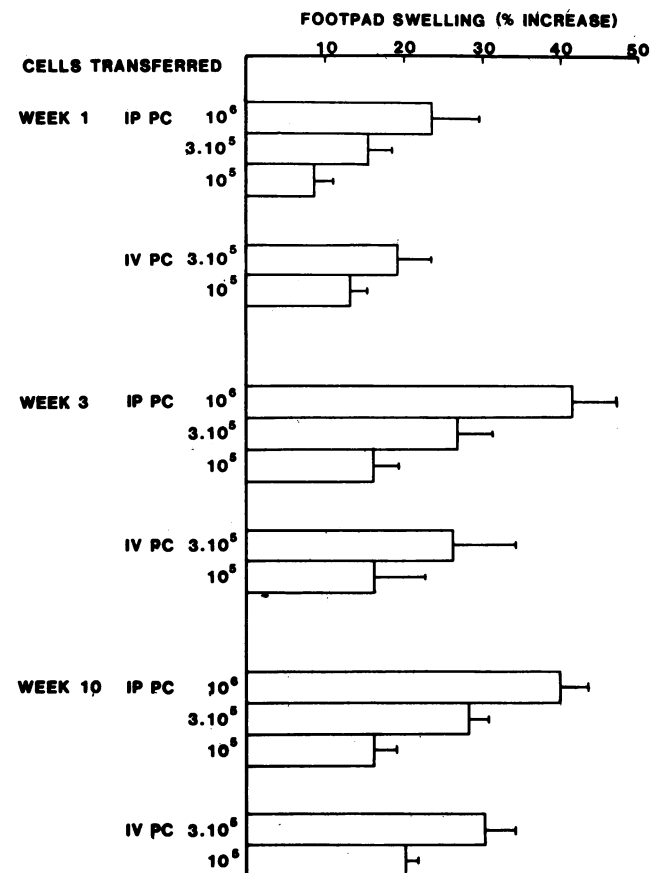 FOOTPAD SWELLING (% INCREASE)
10 20 30 40 50
CELLS TRANSFERRED
WEEK 1 IP PC 10⁶
3.10⁵
10⁵
IV PC 3.10⁵
10⁵
WEEK 3 IP PC 10⁶
3.10⁵
10⁵
IV PC 3.10⁵
10⁵
WEEK 10 IP PC 10⁶
3.10⁵
10⁵
IV PC 3.10⁵
10⁵